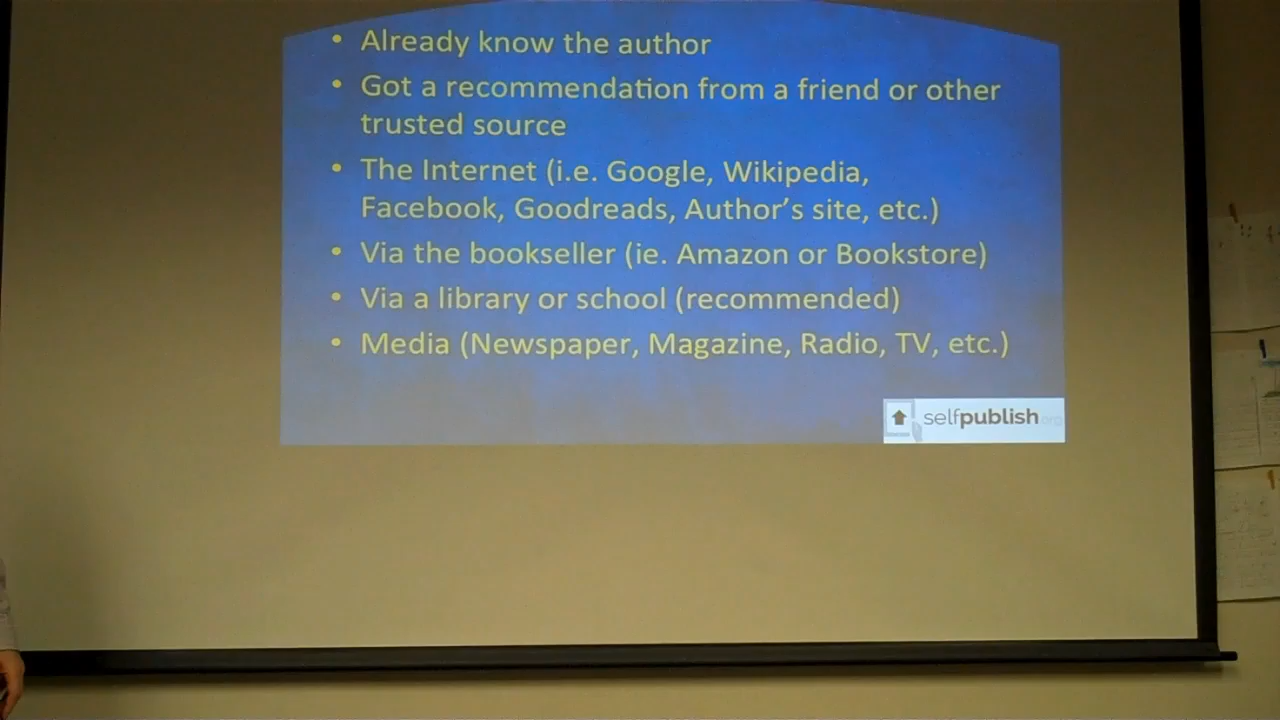 • Already know the author
• Got a recommendation from a friend or other
trusted source
• The Internet (i.e. Google, Wikipedia,
Facebook, Goodreads, Author's site, etc.)
• Via the bookseller (ie. Amazon or Bookstore)
• Via a library or school (recommended)
• Media (Newspaper, Magazine, Radio, TV, etc.)
selfpublish.org